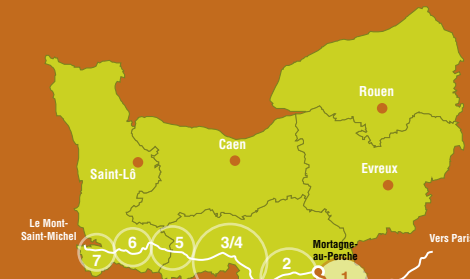 Rouen
Caen
Evreux
Saint-Lô
Le Mont-
Saint-Michel
7
6
5
3/4
2
Mortagne-
au-Perche
1
Vers Paris